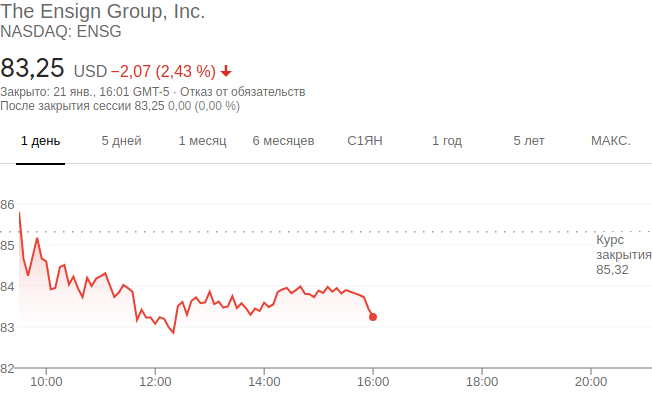 The Ensign Group, Inc.
NASDAQ: ENSG
83,25 USD −2,07 (2,43 %)
Закрыто: 21 янв., 16:01 GMT-5 · Отказ от обязательств
После закрытия сессии 83,25 0,00 (0,00 %)
1 день 5 дней 1 месяц 6 месяцев С1ЯН 1 год 5 лет МАКС.
86
85
84
83
82
Курс
закрытия
85,32
10:00 12:00 14:00 16:00 18:00 20:00